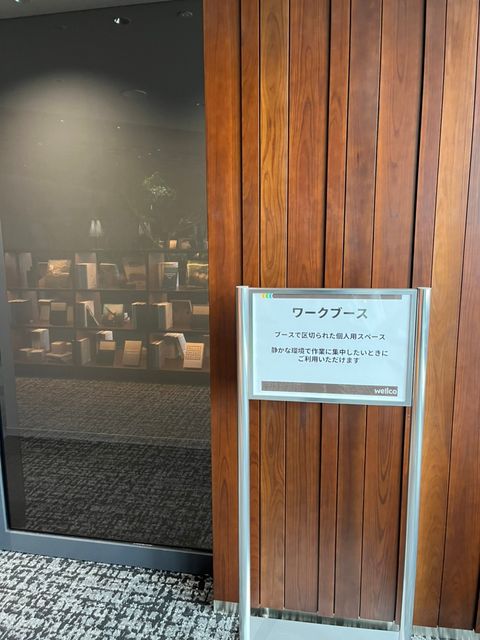 ワークブース
ブースで区切られた個人用スペース
静かな環境で作業に集中したいときに
ご利用いただけます
wellco